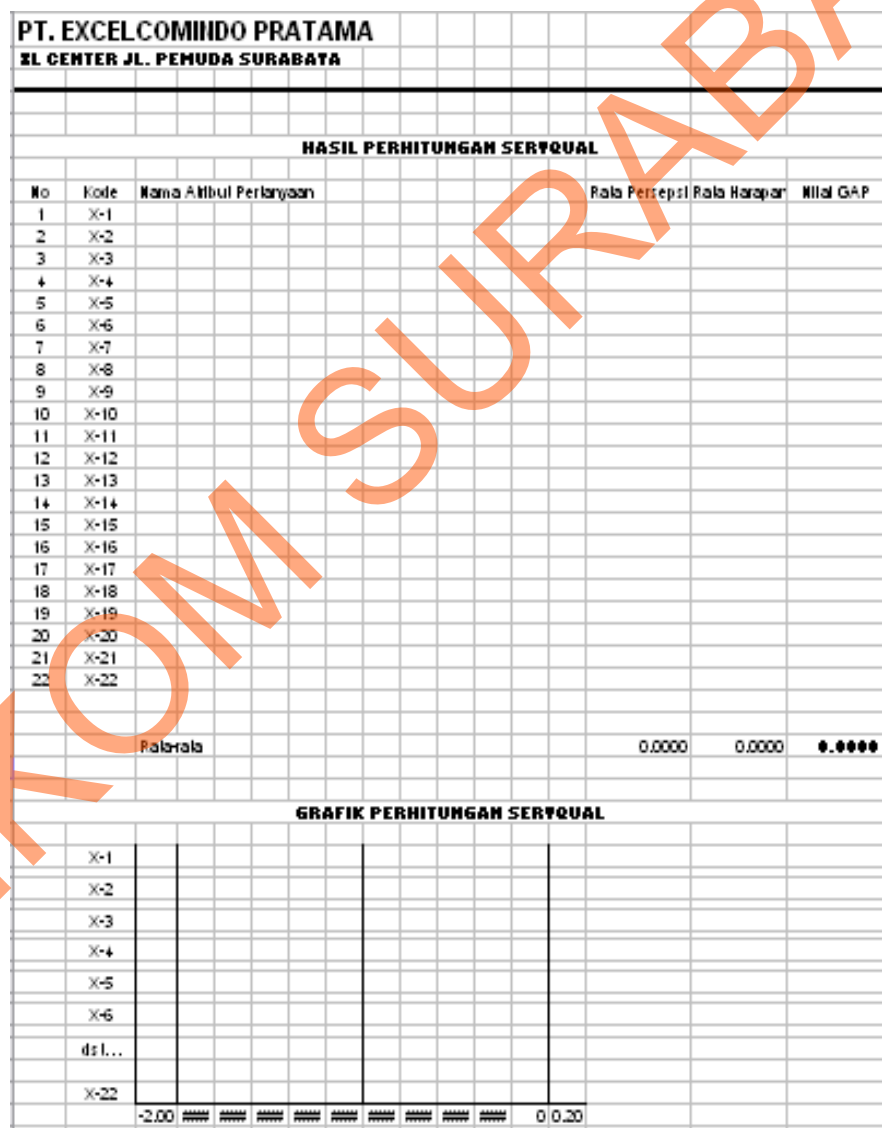 PT. EXCELCOMINDO PRATAMA
XL CENTER JL. PEMUDA SURABAYA
HASIL PERHITUNGAN SERVQUAL
No Kode Nama Atribut Pertanyaan Rata Persepsi Rata Harapan Nilai GAP
1 X-1
2 X-2
3 X-3
4 X-4
5 X-5
6 X-6
7 X-7
8 X-8
9 X-9
10 X-10
11 X-11
12 X-12
13 X-13
14 X-14
15 X-15
16 X-16
17 X-17
18 X-18
19 X-19
20 X-20
21 X-21
22 X-22
Rata-rata 0.0000 0.0000 0.0000
GRAFIK PERHITUNGAN SERVQUAL
X-1
X-2
X-3
X-4
X-5
X-6
dst...
X-22
-2.00 ##### ##### ##### ##### ##### ##### ##### ##### ##### 0 0.20
KOM SURABA